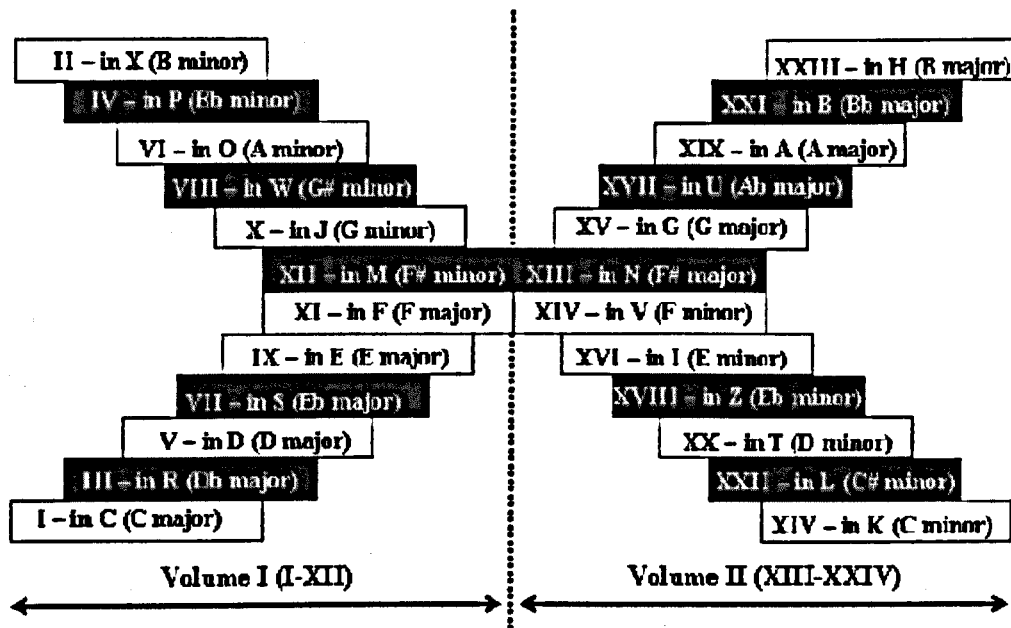 II – in X (B minor)
XXIII – in H (B major)
IV – in P (Eb minor)
XXI – in B (Bb major)
VI – in O (A minor)
XIX – in A (A major)
VIII – in W (G# minor)
XVII – in U (Ab major)
X – in J (G minor)
XV – in G (G major)
XII – in M (F# minor)
XIII – in N (F# major)
XI – in F (F major)
XIV – in V (F minor)
IX – in E (E major)
XVI – in I (E minor)
VII – in S (Eb major)
XVIII – in Z (Eb minor)
V – in D (D major)
XX – in T (D minor)
III – in R (Db major)
XXII – in L (C# minor)
I – in C (C major)
XIV – in K (C minor)
Volume I (I-XII)
Volume II (XIII-XXIV)